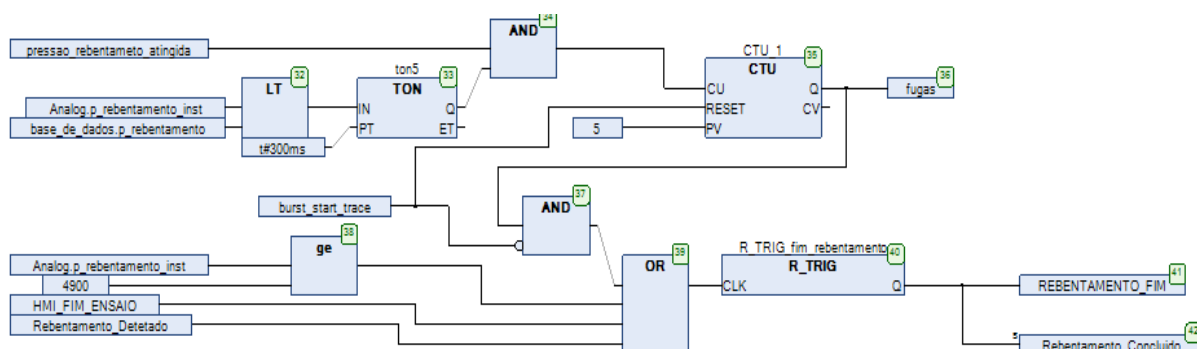 34
AND
pressao_rebentameto_atingida
CTU_1
35
CTU
ton5
32
LT
33
TON
36
fugas
CU
Q
RESET
CV
PV
5
Analog.p_rebentamento_inst
base_de_dados.p_rebentamento
t#300ms
IN
Q
PT
ET
burst_start_trace
37
AND
38
ge
Analog.p_rebentamento_inst
4900
HMI_FIM_ENSAIO
Rebentamento_Detetado
39
OR
R_TRIG_fim_rebentamento
40
R_TRIG
CLK
Q
41
REBENTAMENTO_FIM
42
s
Rebentamento_Concluido